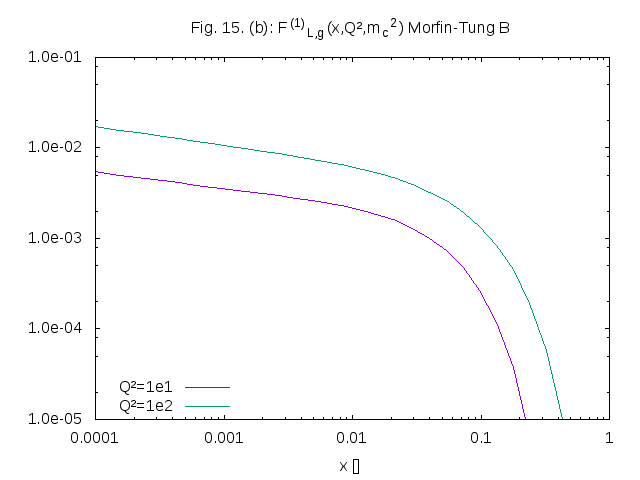 Fig. 15. (b): F⁽¹⁾L,g(x,Q²,mc²) Morfin-Tung B
1.0e-01
1.0e-02
1.0e-03
1.0e-04
1.0e-05
Q²=1e1
Q²=1e2
0.0001 0.001 0.01 0.1 1
x []